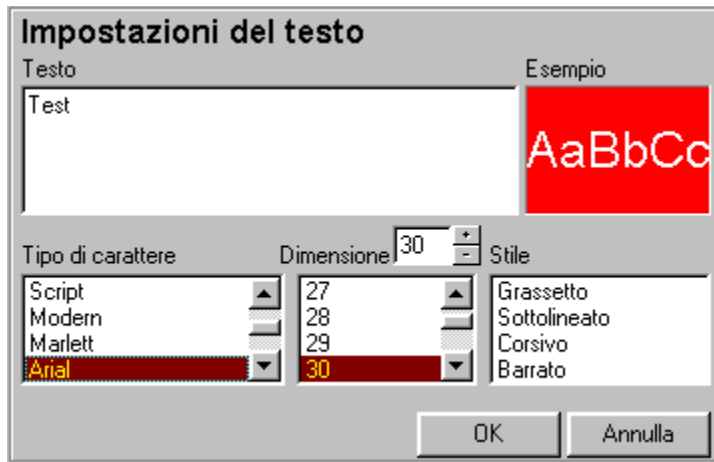 Impostazioni del testo
Testo
Esempio
Test
AaBbCc
Tipo di carattere
Dimensione
30
+
-
Stile
Script
Modern
Marlett
Arial
27
28
29
30
Grassetto
Sottolineato
Corsivo
Barrato
OK
Annulla